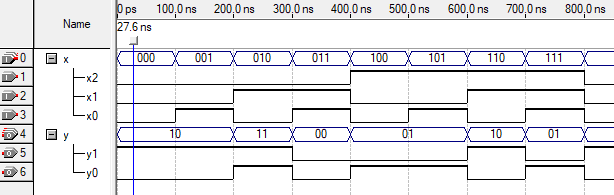 Name
0 ps 100.0 ns 200.0 ns 300.0 ns 400.0 ns 500.0 ns 600.0 ns 700.0 ns 800.0 ns
27.6 ns
0 x 000 001 010 011 100 101 110 111
1 x2
2 x1
3 x0
4 y 10 11 00 01 10 01
5 y1
6 y0